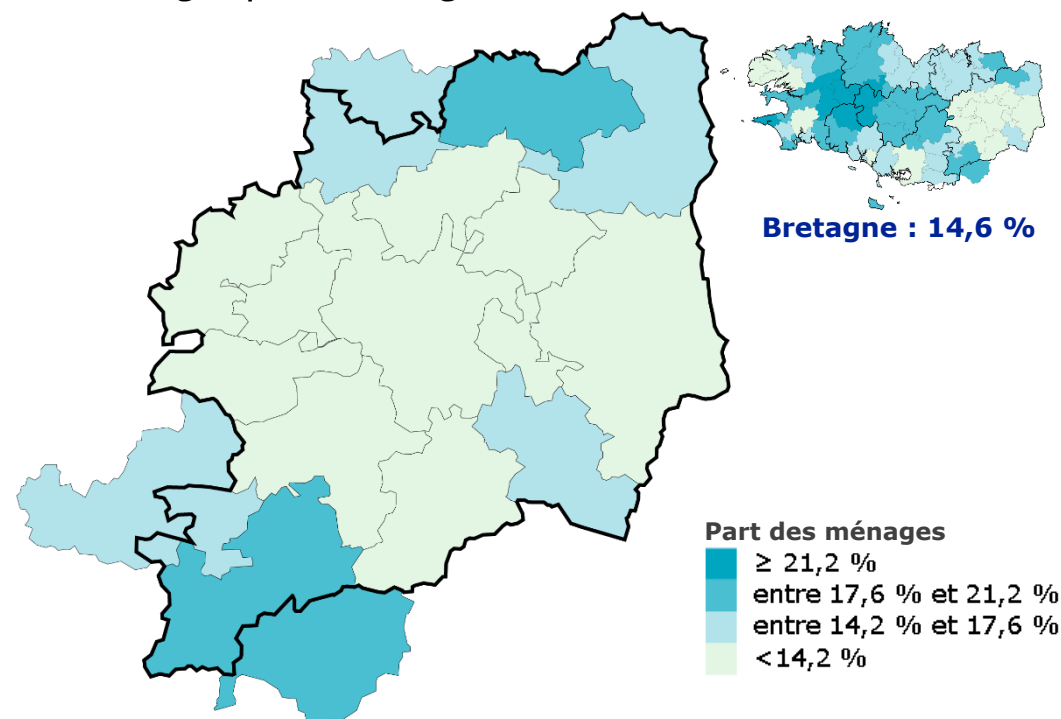 Bretagne : 14,6 %
Part des ménages
≥ 21,2 %
entre 17,6 % et 21,2 %
entre 14,2 % et 17,6 %
<14,2 %